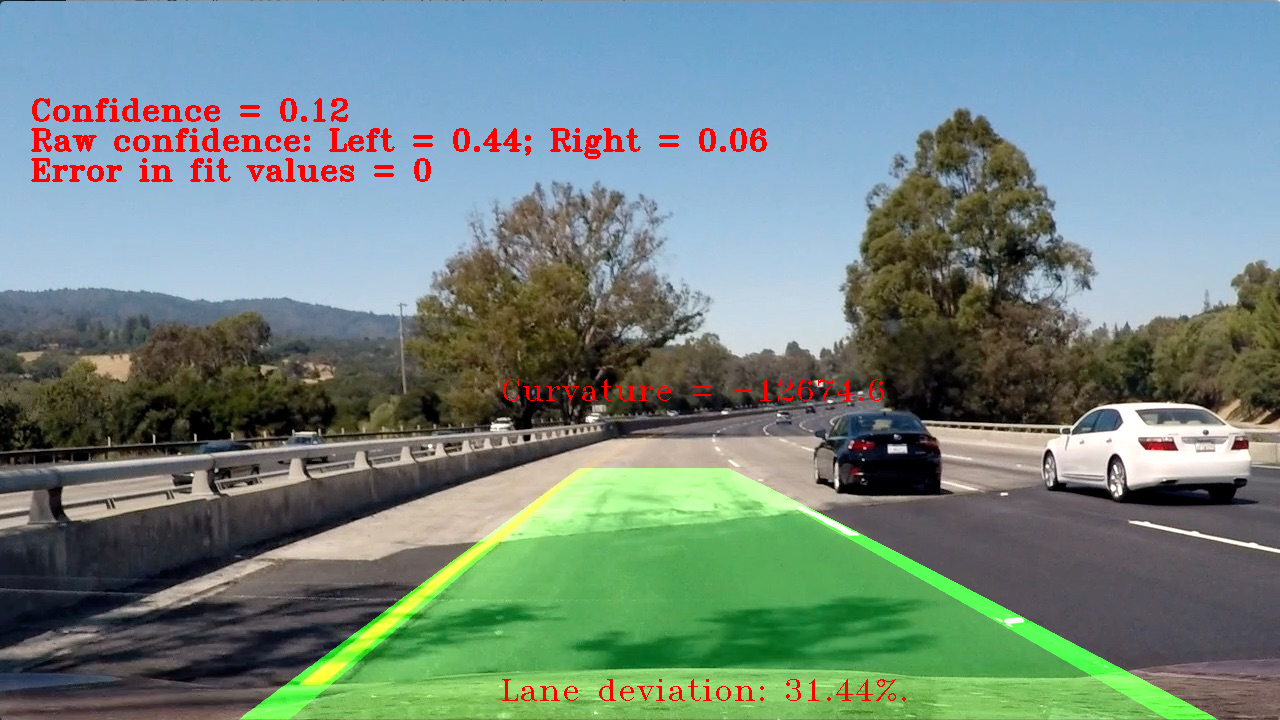 Confidence = 0.12
Raw confidence: Left = 0.44; Right = 0.06
Error in fit values = 0
Curvature = -12674.6
Lane deviation: 31.44%.